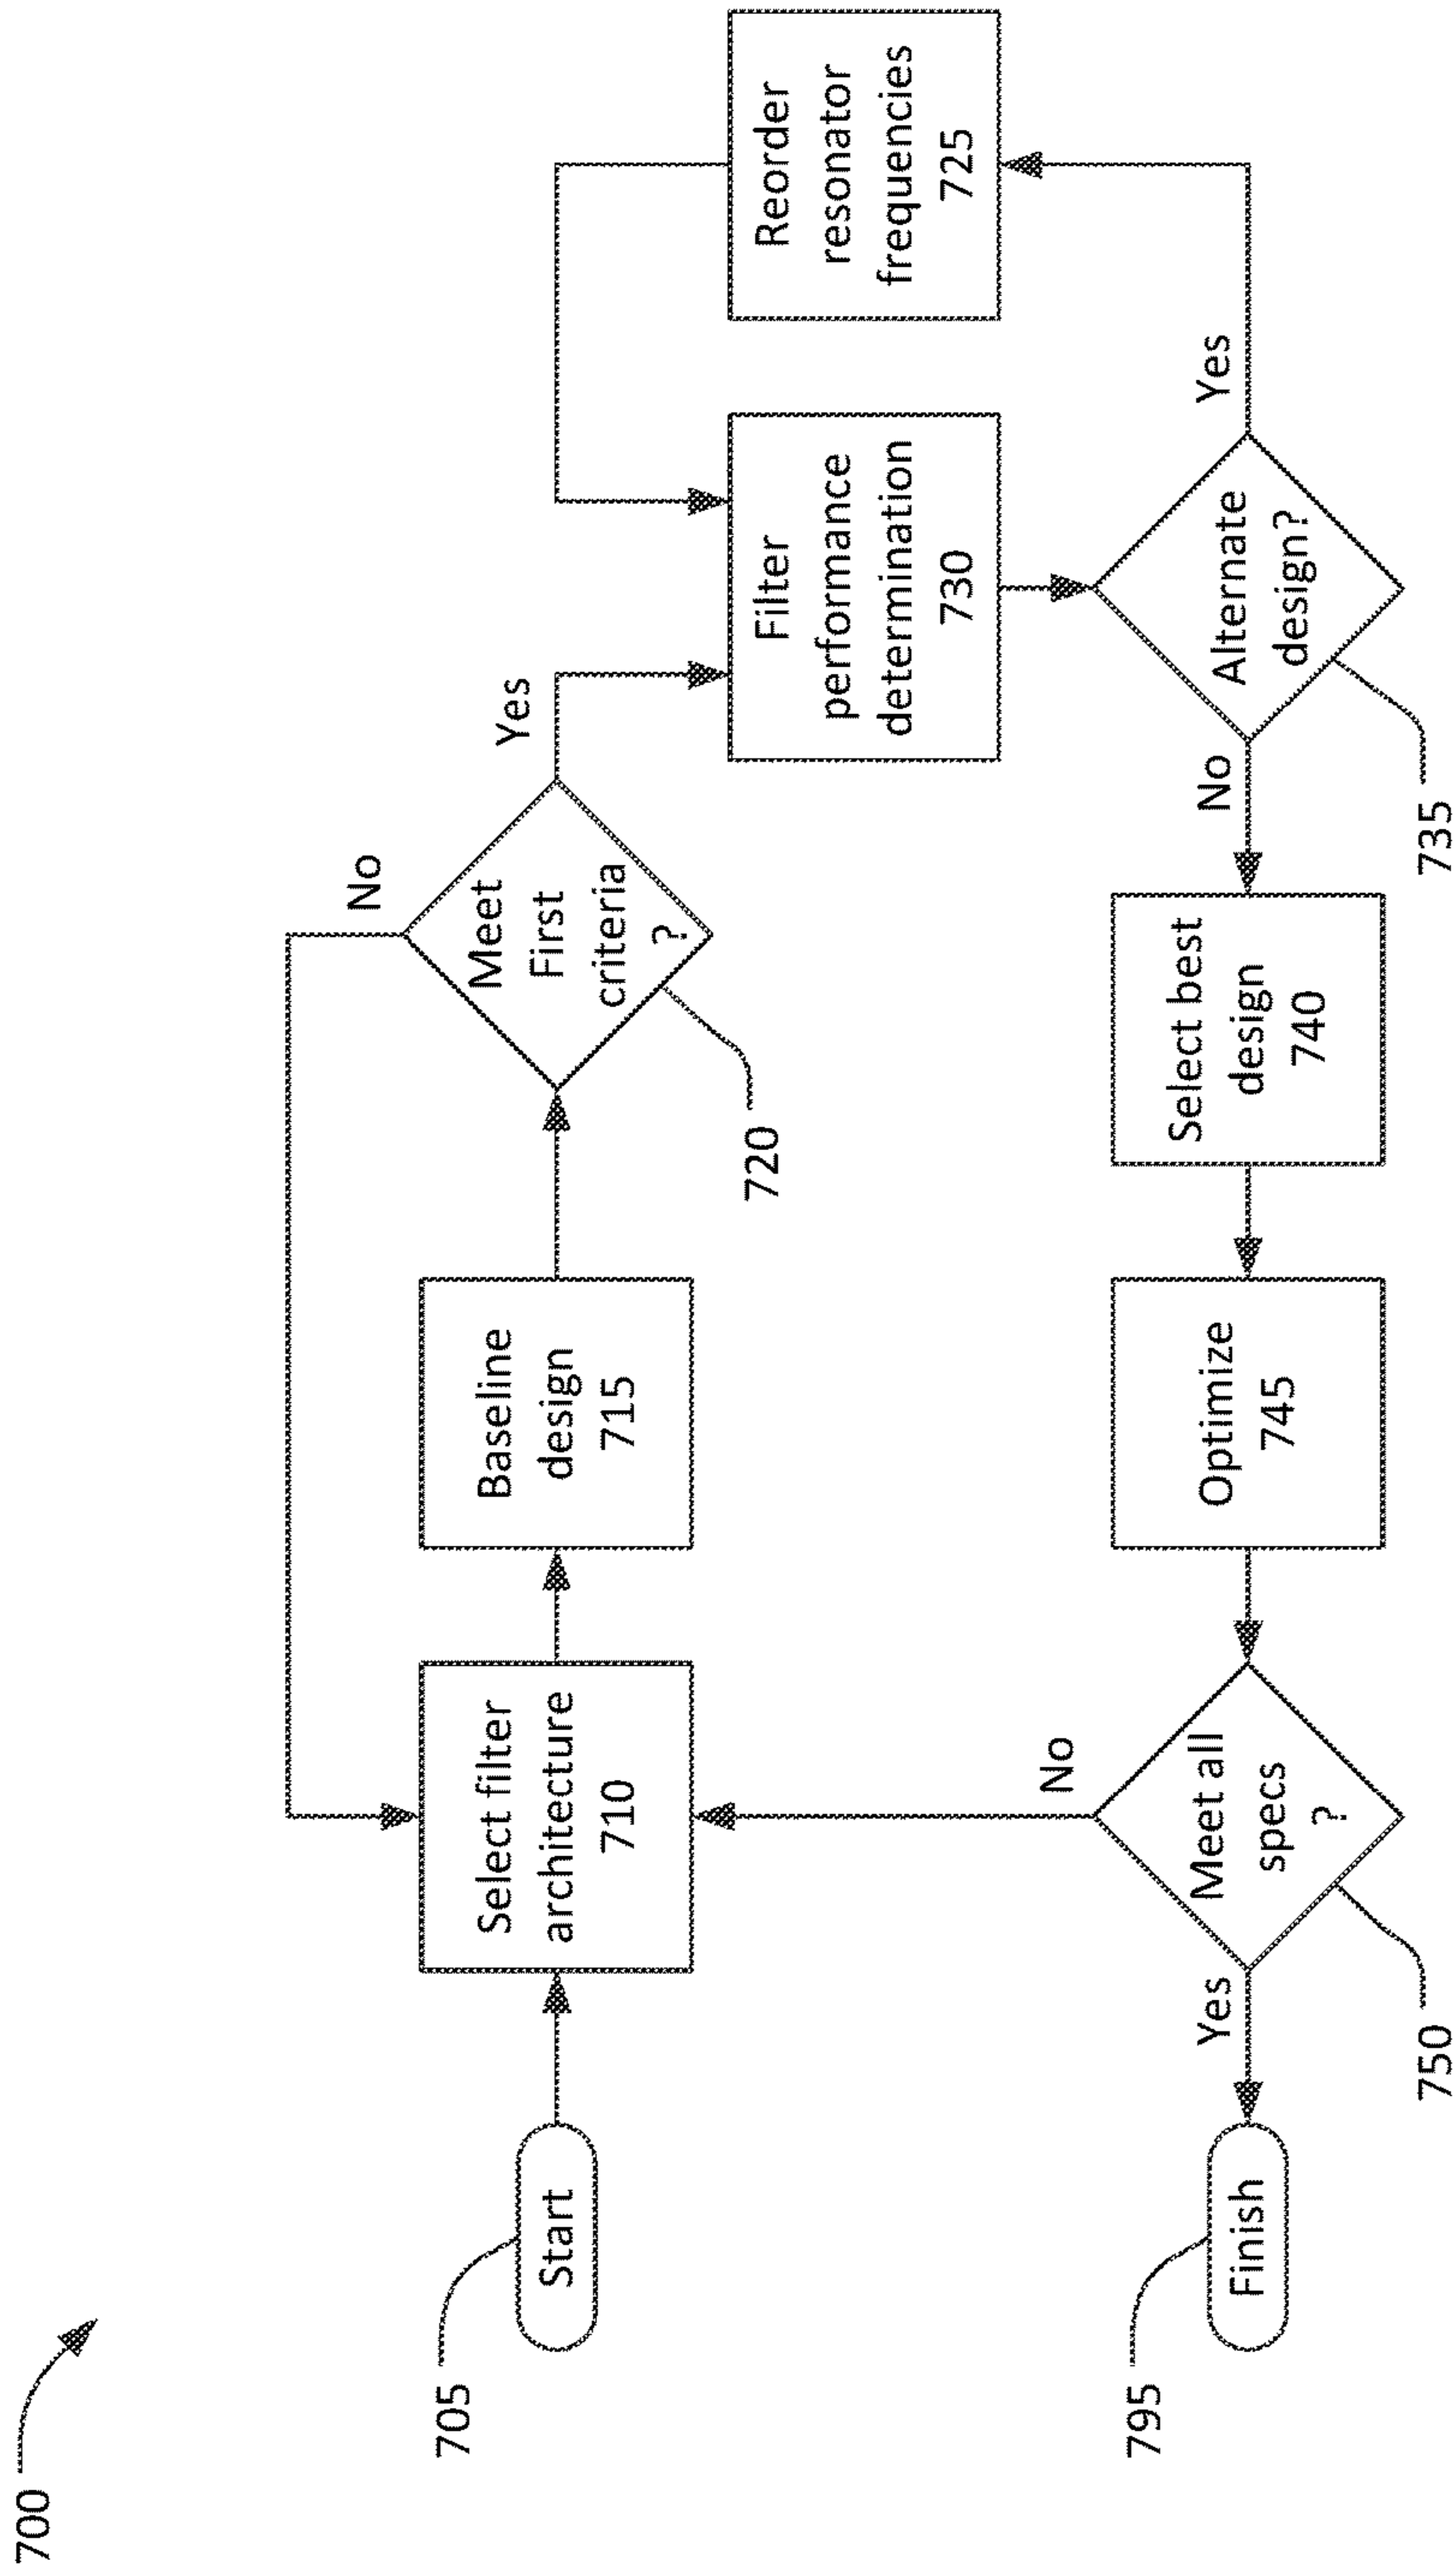 700
705
Start
Select filter
architecture
710
Baseline
design
715
Meet
First
criteria
?
720
No
Yes
Filter
performance
determination
730
Reorder
resonator
frequencies
725
Alternate
design?
735
Yes
No
Select best
design
740
Optimize
745
Meet all
specs
?
750
No
Yes
Finish
795